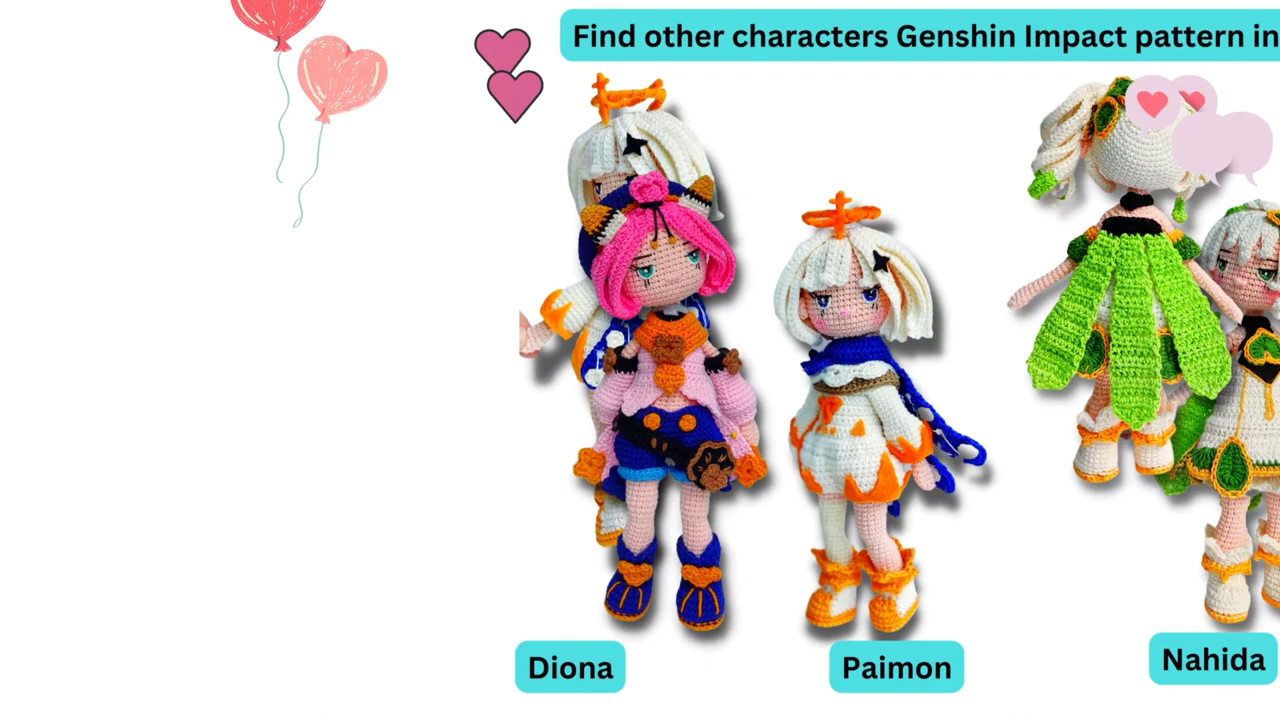 Find other characters Genshin Impact pattern in
Diona
Paimon
Nahida